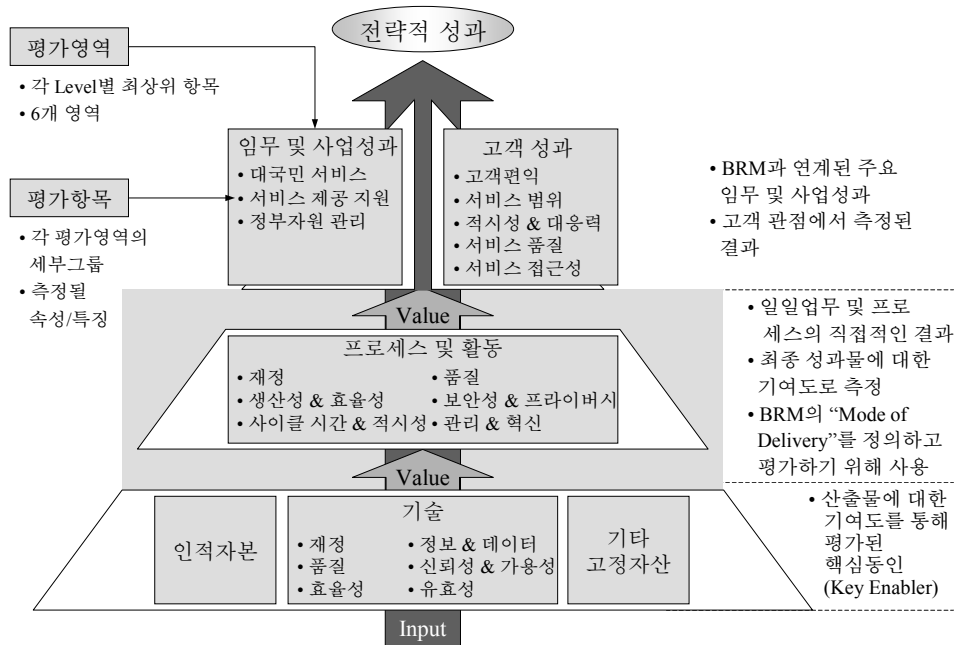 전략적 성과
평가영역
• 각 Level별 최상위 항목
• 6개 영역
평가항목
• 각 평가영역의
세부그룹
• 측정될
속성/특징
임무 및 사업성과
• 대국민 서비스
• 서비스 제공 지원
• 정부자원 관리
고객 성과
• 고객편익
• 서비스 범위
• 적시성 & 대응력
• 서비스 품질
• 서비스 접근성
• BRM과 연계된 주요
임무 및 사업성과
• 고객 관점에서 측정된
결과
Value
프로세스 및 활동
• 재정
• 생산성 & 효율성
• 사이클 시간 & 적시성
• 품질
• 보안성 & 프라이버시
• 관리 & 혁신
• 일일업무 및 프로
세스의 직접적인 결과
• 최종 성과물에 대한
기여도로 측정
• BRM의 “Mode of
Delivery”를 정의하고
평가하기 위해 사용
Value
인적자본
기술
• 재정
• 품질
• 효율성
• 정보 & 데이터
• 신뢰성 & 가용성
• 유효성
기타
고정자산
• 산출물에 대한
기여도를 통해
평가된
핵심동인
(Key Enabler)
Input